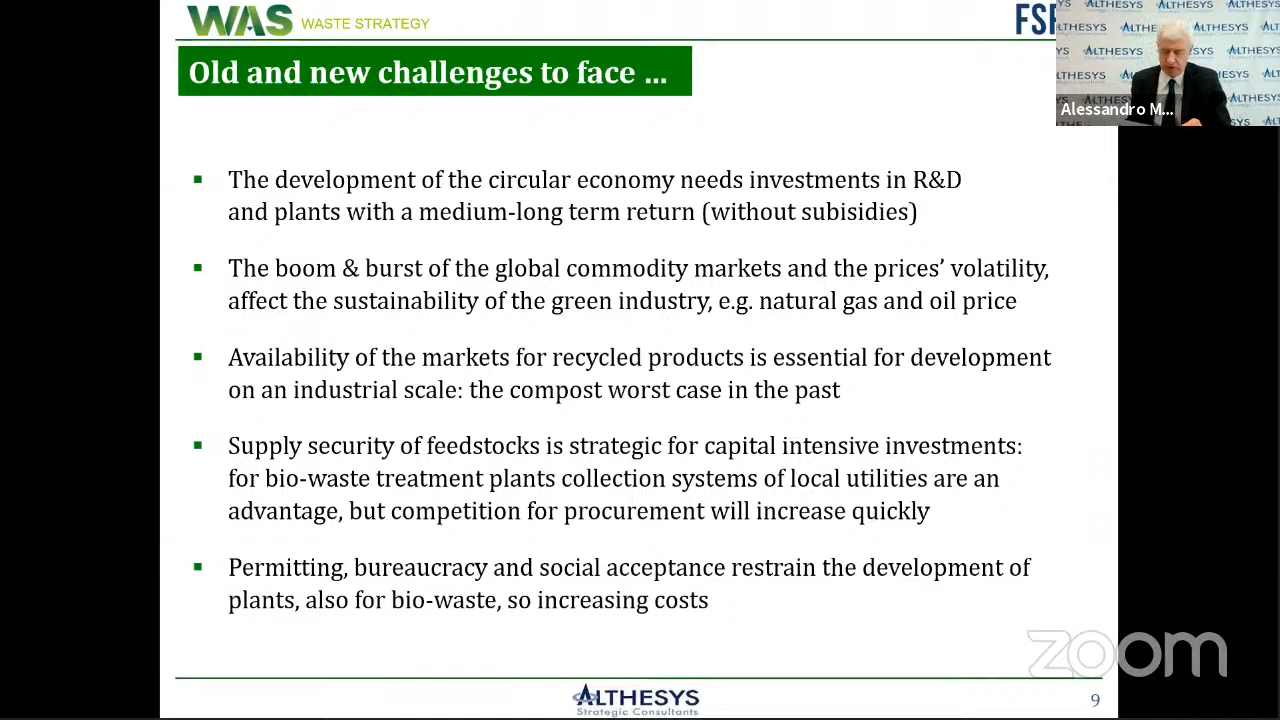 WAS WASTE STRATEGY
FSR
Old and new challenges to face ...
Alessandro M...
▪ The development of the circular economy needs investments in R&D
and plants with a medium-long term return (without subisidies)
▪ The boom & burst of the global commodity markets and the prices’ volatility,
affect the sustainability of the green industry, e.g. natural gas and oil price
▪ Availability of the markets for recycled products is essential for development
on an industrial scale: the compost worst case in the past
▪ Supply security of feedstocks is strategic for capital intensive investments:
for bio-waste treatment plants collection systems of local utilities are an
advantage, but competition for procurement will increase quickly
▪ Permitting, bureaucracy and social acceptance restrain the development of
plants, also for bio-waste, so increasing costs
zoom
ALTHESYS
Strategic Consultants
9